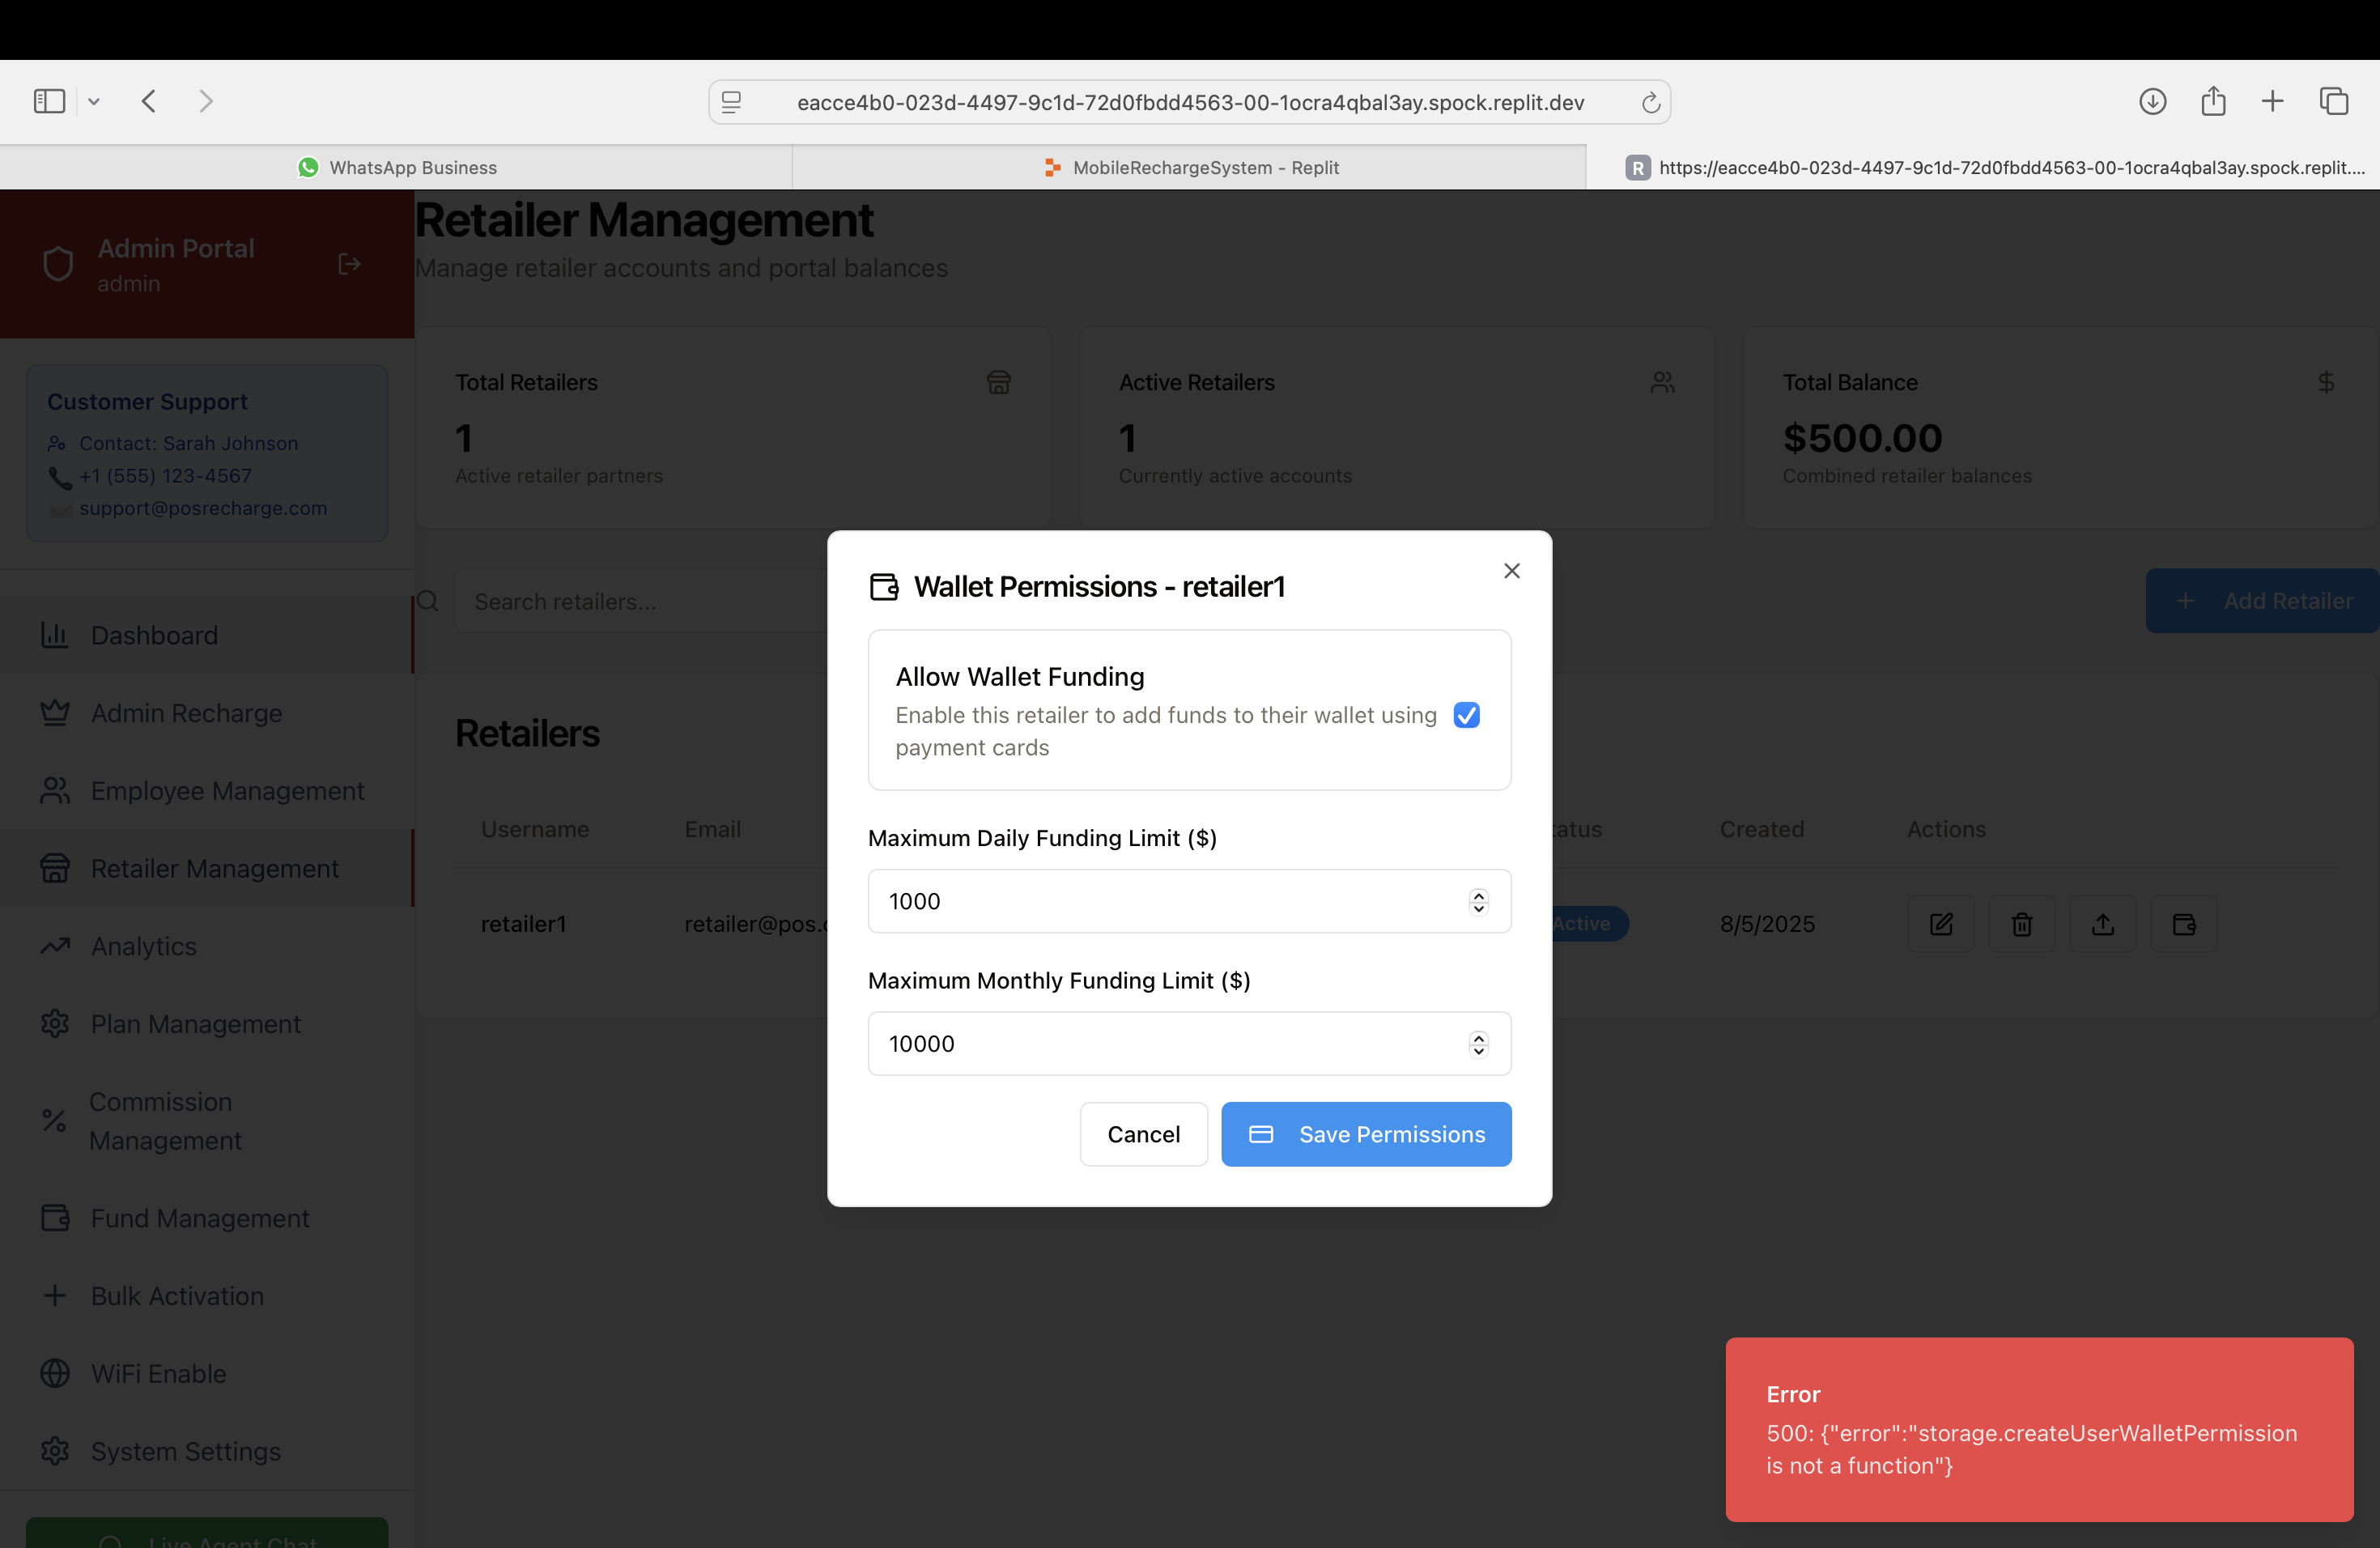 eacce4b0-023d-4497-9c1d-72d0fbdd4563-00-1ocra4qbal3ay.spock.replit.dev
WhatsApp Business
MobileRechargeSystem - Replit
R https://eacce4b0-023d-4497-9c1d-72d0fbdd4563-00-1ocra4qbal3ay.spock.replit....
Admin Portal
admin
Customer Support
Contact: Sarah Johnson
+1 (555) 123-4567
support@posrecharge.com
Dashboard
Admin Recharge
Employee Management
Retailer Management
Analytics
Plan Management
Commission
Management
Fund Management
Bulk Activation
WiFi Enable
System Settings
Live Agent Chat
Retailer Management
Manage retailer accounts and portal balances
Total Retailers
1
Active retailer partners
Active Retailers
1
Currently active accounts
Total Balance
$500.00
Combined retailer balances
Search retailers...
Add Retailer
Retailers
Username Email tatus Created Actions
retailer1 retailer@pos.c Active 8/5/2025
Wallet Permissions - retailer1
Allow Wallet Funding
Enable this retailer to add funds to their wallet using
payment cards
Maximum Daily Funding Limit ($)
1000
Maximum Monthly Funding Limit ($)
10000
Cancel
Save Permissions
Error
500: {"error":"storage.createUserWalletPermission
is not a function"}